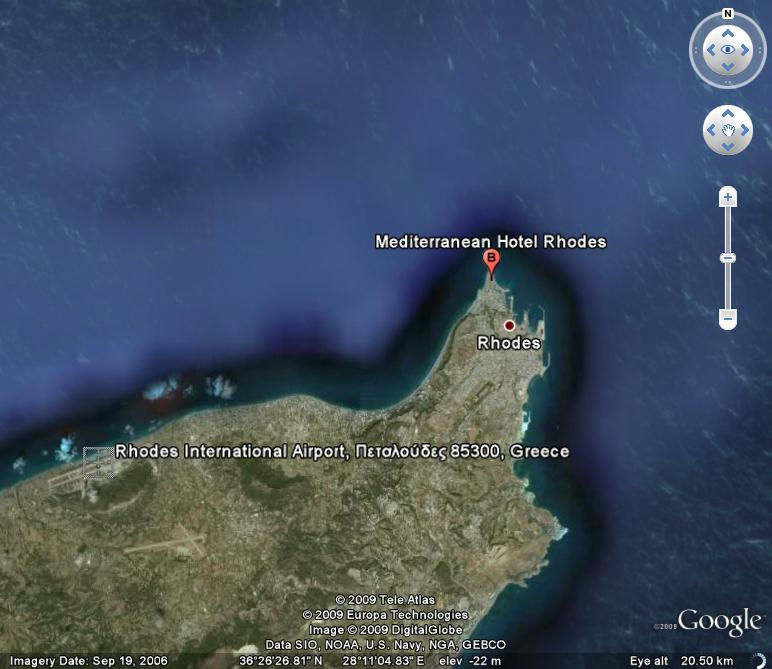 N
Mediterranean Hotel Rhodes
B
Rhodes
Rhodes International Airport, Πεταλούδες 85300, Greece
© 2009 Tele Atlas
© 2009 Europa Technologies
Image © 2009 DigitalGlobe
Data SIO, NOAA, U.S. Navy, NGA, GEBCO
©2009 Google
Imagery Date: Sep 19, 2006 36°26'26.81" N 28°11'04.83" E elev -22 m Eye alt 20.50 km